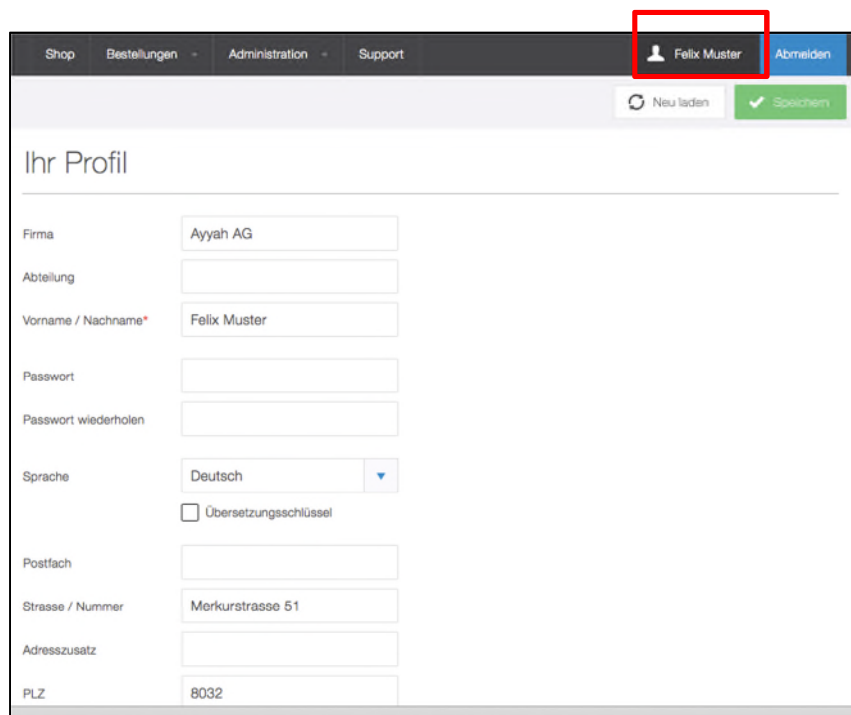 Shop Bestellungen Administration Support Felix Muster Abmelden
Neu laden Speichern
Ihr Profil
Firma Ayyah AG
Abteilung
Vorname / Nachname* Felix Muster
Passwort
Passwort wiederholen
Sprache Deutsch
Übersetzungsschlüssel
Postfach
Strasse / Nummer Merkurstrasse 51
Adresszusatz
PLZ 8032